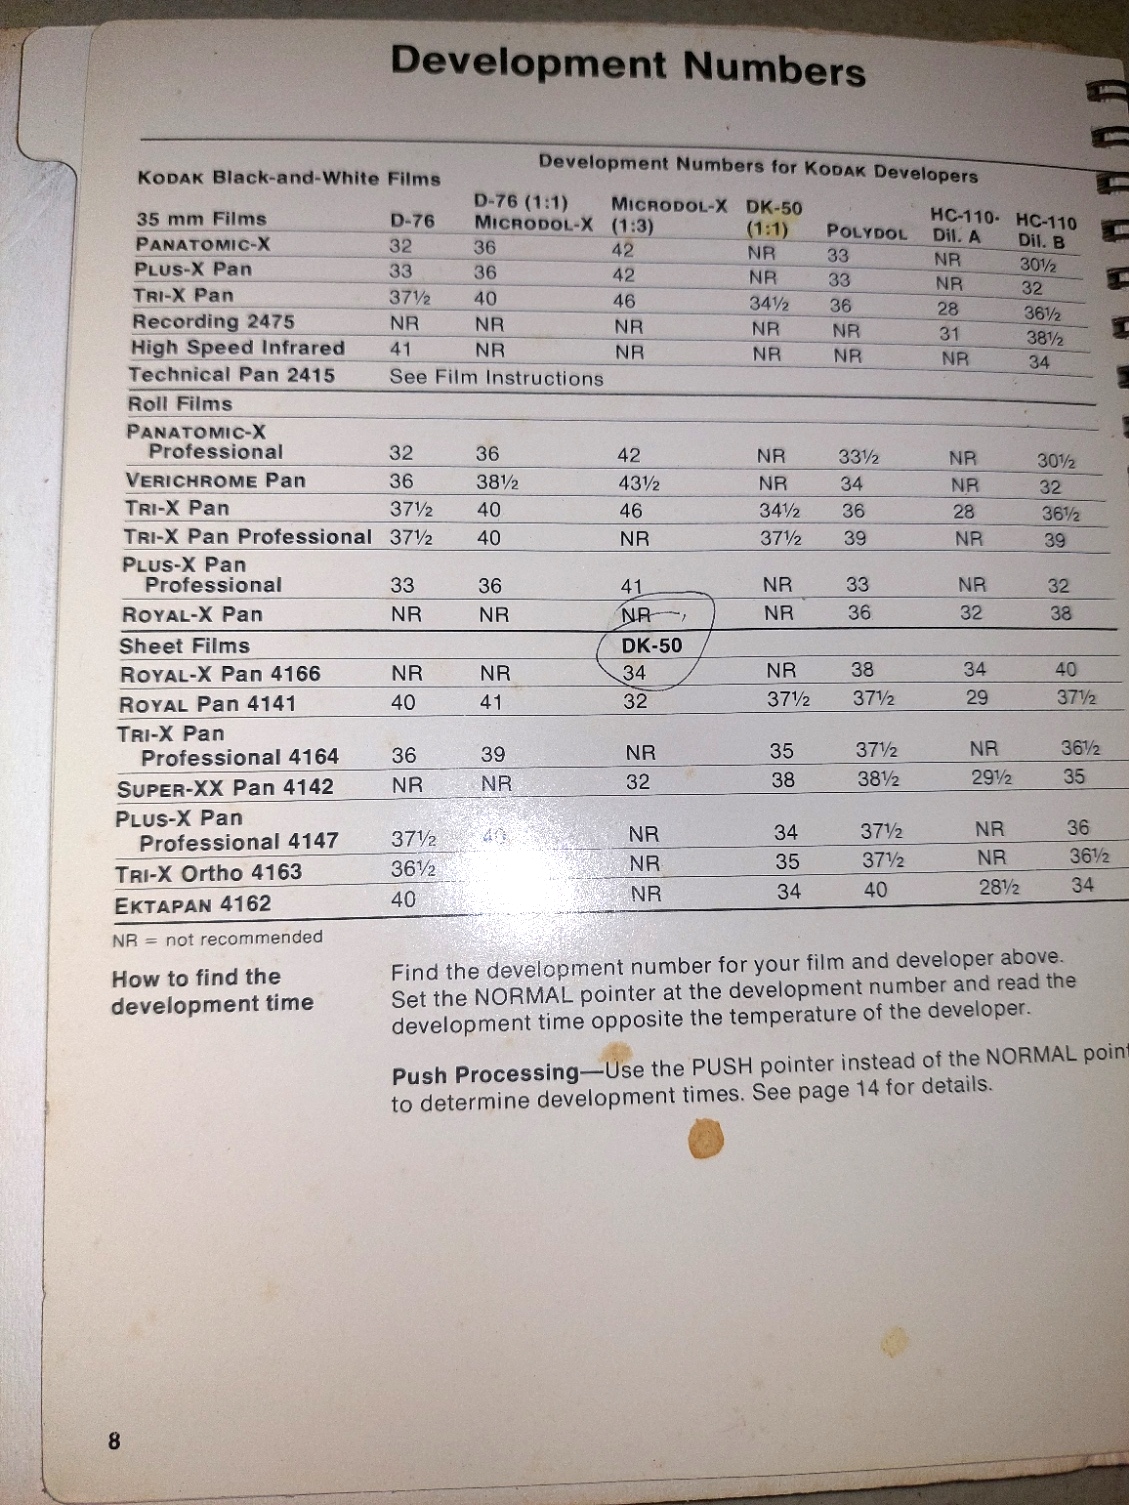 Development Numbers
Development Numbers for KODAK Developers
KODAK Black-and-White Films
35 mm Films D-76 D-76 (1:1) MICRODOL-X MICRODOL-X (1:3) DK-50 (1:1) POLYDOL HC-110- Dil. A HC-110 Dil. B
PANATOMIC-X 32 36 42 NR 33 NR 30½
PLUS-X Pan 33 36 42 NR 33 NR 32
TRI-X Pan 37½ 40 46 34½ 36 28 36½
Recording 2475 NR NR NR NR NR 31 38½
High Speed Infrared 41 NR NR NR NR NR 34
Technical Pan 2415 See Film Instructions
Roll Films
PANATOMIC-X
Professional 32 36 42 NR 33½ NR 30½
VERICHROME Pan 36 38½ 43½ NR 34 NR 32
TRI-X Pan 37½ 40 46 34½ 36 28 36½
TRI-X Pan Professional 37½ 40 NR 37½ 39 NR 39
PLUS-X Pan
Professional 33 36 41 NR 33 NR 32
ROYAL-X Pan NR NR NR NR 36 32 38
Sheet Films DK-50
ROYAL-X Pan 4166 NR NR 34 NR 38 34 40
ROYAL Pan 4141 40 41 32 37½ 37½ 29 37½
TRI-X Pan
Professional 4164 36 39 NR 35 37½ NR 36½
SUPER-XX Pan 4142 NR NR 32 38 38½ 29½ 35
PLUS-X Pan
Professional 4147 37½ 40 NR 34 37½ NR 36
TRI-X Ortho 4163 36½ NR 35 37½ NR 36½
EKTAPAN 4162 40 NR 34 40 28½ 34
NR = not recommended
How to find the
development time
Find the development number for your film and developer above.
Set the NORMAL pointer at the development number and read the
development time opposite the temperature of the developer.
Push Processing—Use the PUSH pointer instead of the NORMAL point
to determine development times. See page 14 for details.
8